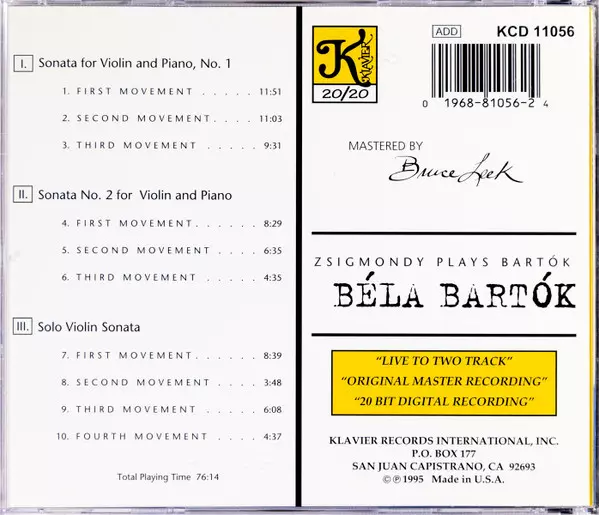 I. Sonata for Violin and Piano, No. 1
1. FIRST MOVEMENT . . . . . 11:51
2. SECOND MOVEMENT. . . . 11:03
3. THIRD MOVEMENT . . . . . 9:31
II. Sonata No. 2 for Violin and Piano
4. FIRST MOVEMENT. . . . . . 8:29
5. SECOND MOVEMENT . . . . 6:35
6. THIRD MOVEMENT . . . . . 4:35
III. Solo Violin Sonata
7. FIRST MOVEMENT . . . . . . 8:39
8. SECOND MOVEMENT . . . . 3:48
9. THIRD MOVEMENT . . . . . 6:08
10. FOURTH MOVEMENT . . . . 4:37
Total Playing Time 76:14
K KLAVIER
20/20
ADD KCD 11056
0 1968-81056-2 4
MASTERED BY
Bruce Leek
ZSIGMONDY PLAYS BARTÓK
BÉLA BARTÓK
“LIVE TO TWO TRACK”
“ORIGINAL MASTER RECORDING”
“20 BIT DIGITAL RECORDING”
KLAVIER RECORDS INTERNATIONAL, INC.
P.O. BOX 177
SAN JUAN CAPISTRANO, CA 92693
©℗1995 Made in U.S.A.